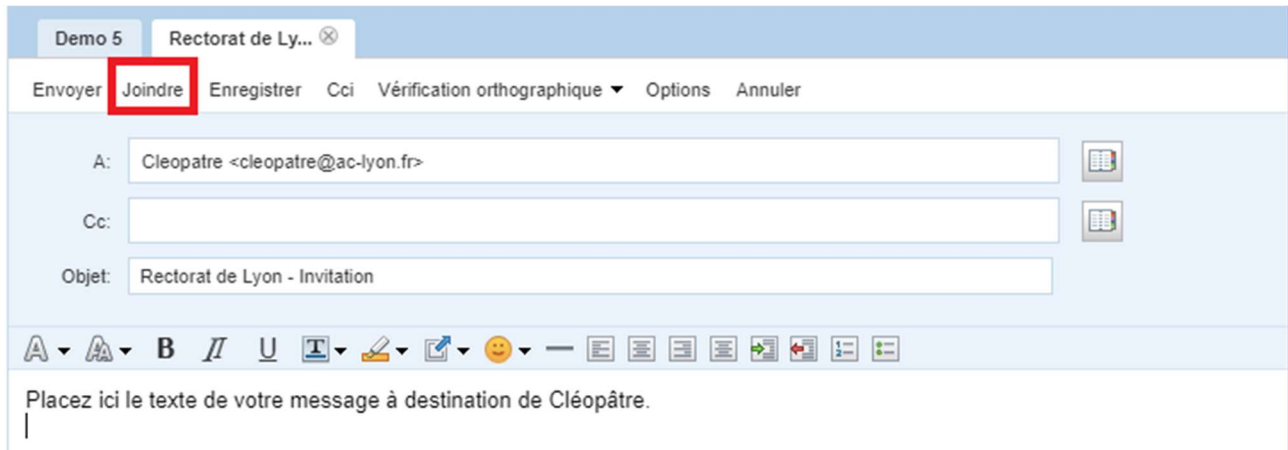 Demo 5 Rectorat de Ly...
Envoyer Joindre Enregistrer Cci Vérification orthographique Options Annuler
A: Cleopatre <cleopatre@ac-lyon.fr>
Cc:
Objet: Rectorat de Lyon - Invitation
Placez ici le texte de votre message à destination de Cléopâtre.